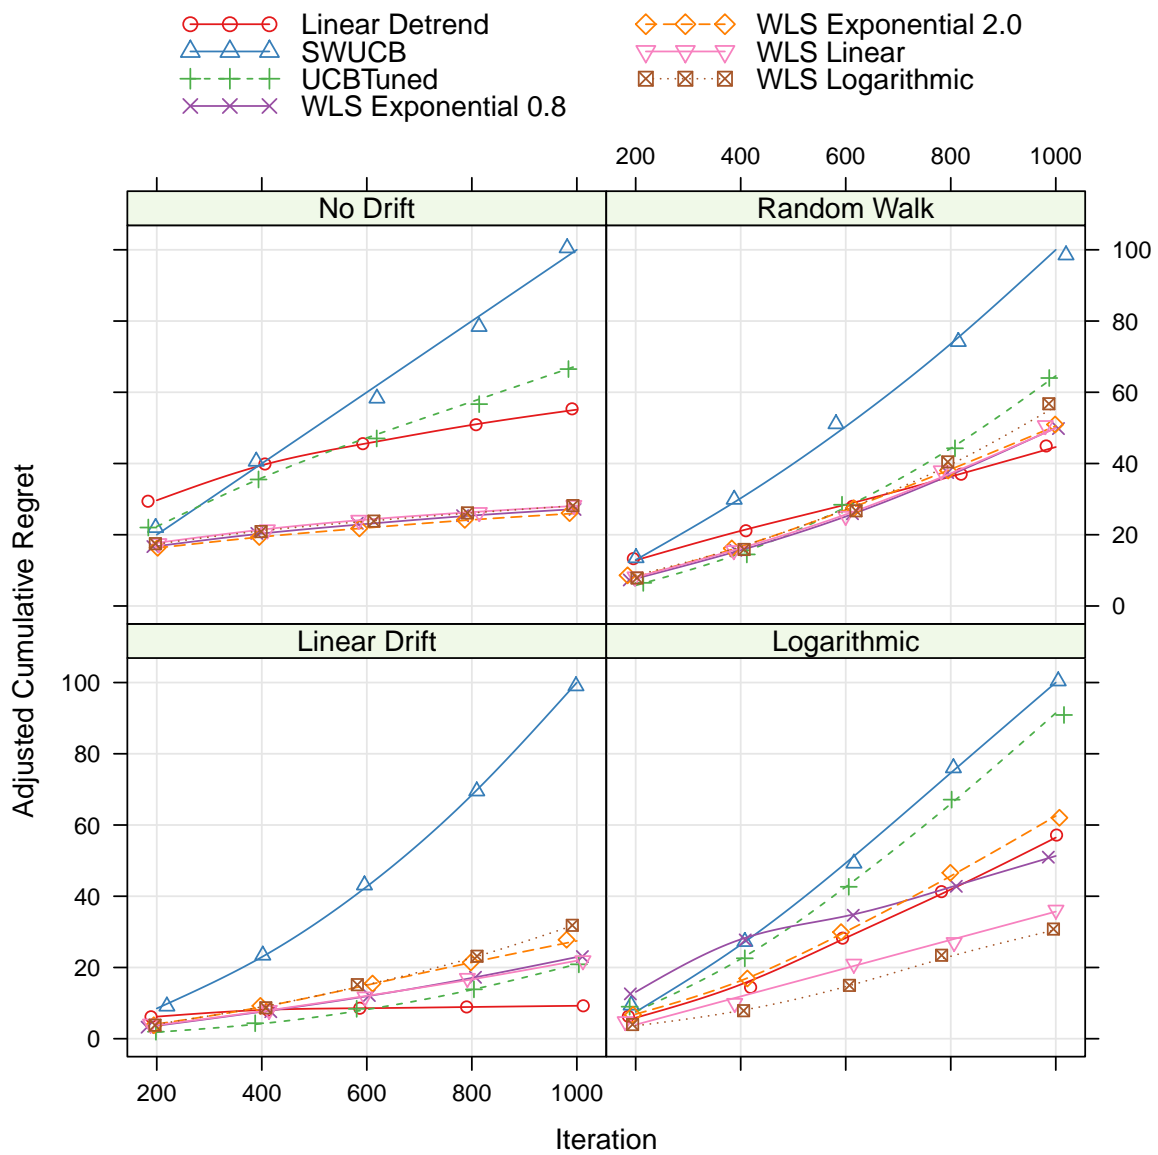 Linear Detrend
SWUCB
UCBTuned
WLS Exponential 0.8
WLS Exponential 2.0
WLS Linear
WLS Logarithmic
200 400 600 800 1000
No Drift
Random Walk
100
80
60
40
20
0
Linear Drift
Logarithmic
100
80
60
40
20
0
200 400 600 800 1000
Adjusted Cumulative Regret
Iteration